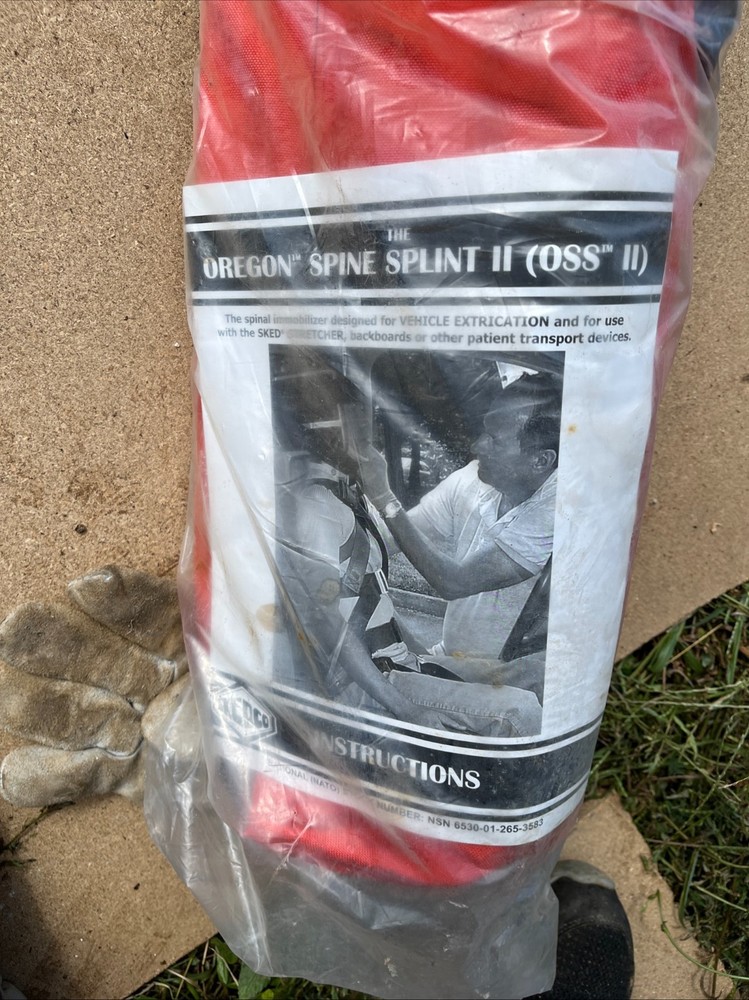 THE
OREGON™ SPINE SPLINT II (OSS™ II)
The spinal immobilizer designed for VEHICLE EXTRICATION and for use
with the SKED® STRETCHER, backboards or other patient transport devices.
INSTRUCTIONS
NUMBER: NSN 6530-01-265-3583